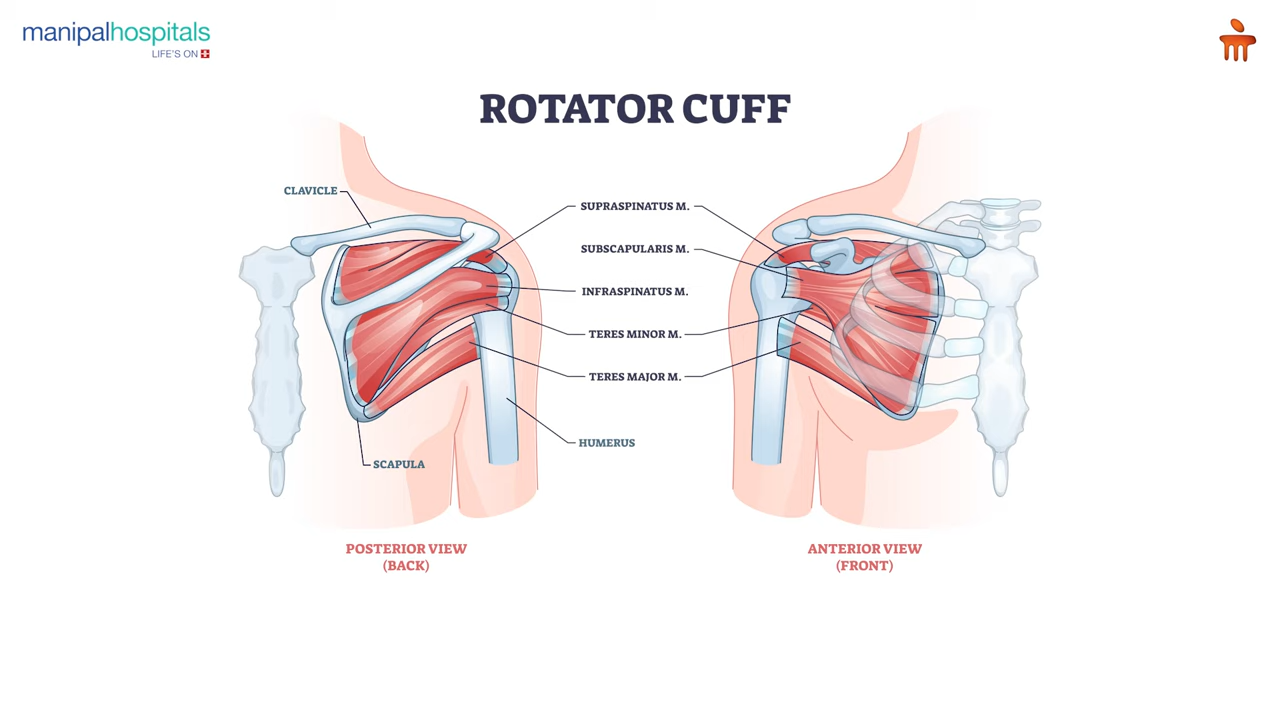 manipalhospitals
LIFE'S ON
ROTATOR CUFF
CLAVICLE
SUPRASPINATUS M.
SUBSCAPULARIS M.
INFRASPINATUS M.
TERES MINOR M.
TERES MAJOR M.
HUMERUS
SCAPULA
POSTERIOR VIEW
(BACK)
ANTERIOR VIEW
(FRONT)